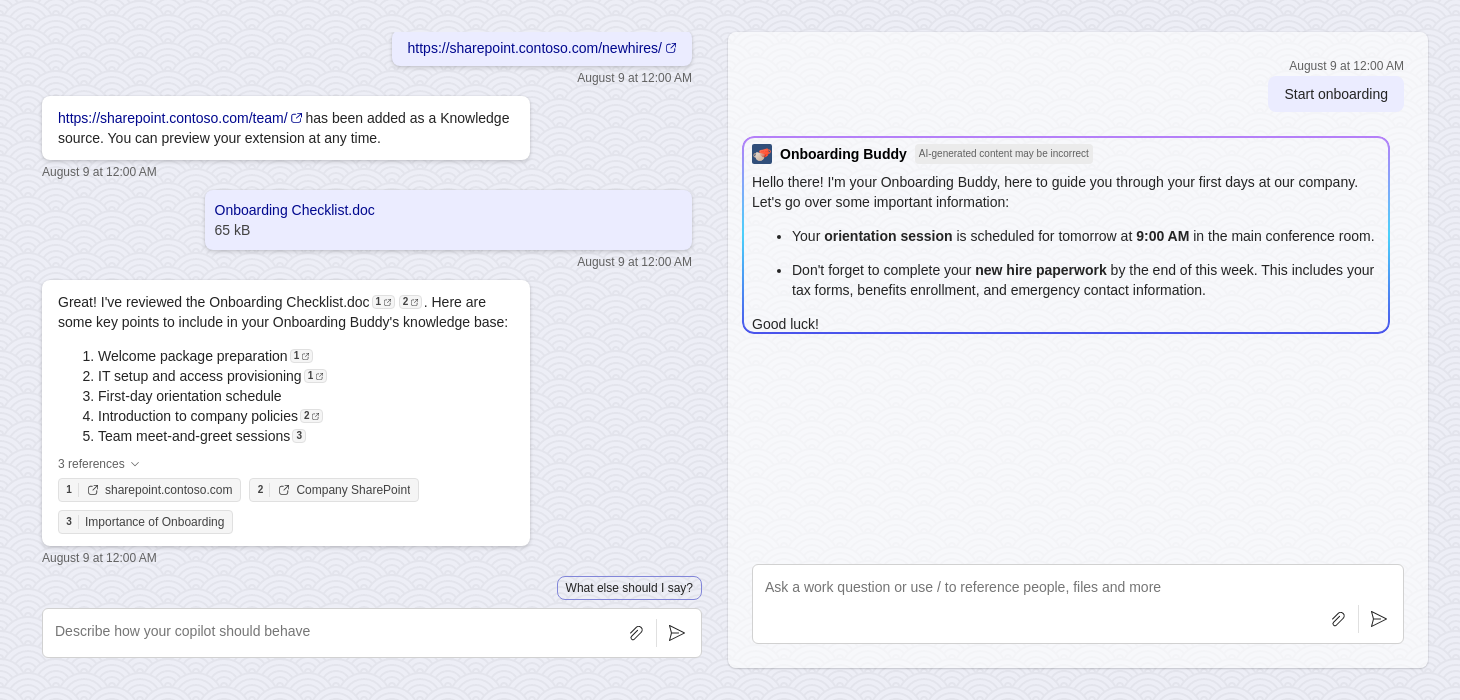 https://sharepoint.contoso.com/newhires/
August 9 at 12:00 AM
https://sharepoint.contoso.com/team/ has been added as a Knowledge
source. You can preview your extension at any time.
August 9 at 12:00 AM
Onboarding Checklist.doc
65 kB
August 9 at 12:00 AM
Great! I've reviewed the Onboarding Checklist.doc 1 2 . Here are
some key points to include in your Onboarding Buddy's knowledge base:
1. Welcome package preparation 1
2. IT setup and access provisioning 1
3. First-day orientation schedule
4. Introduction to company policies 2
5. Team meet-and-greet sessions 3
3 references
1 sharepoint.contoso.com 2 Company SharePoint
3 Importance of Onboarding
August 9 at 12:00 AM
What else should I say?
Describe how your copilot should behave
August 9 at 12:00 AM
Start onboarding
Onboarding Buddy AI-generated content may be incorrect
Hello there! I'm your Onboarding Buddy, here to guide you through your first days at our company.
Let's go over some important information:
• Your orientation session is scheduled for tomorrow at 9:00 AM in the main conference room.
• Don't forget to complete your new hire paperwork by the end of this week. This includes your
tax forms, benefits enrollment, and emergency contact information.
Good luck!
Ask a work question or use / to reference people, files and more